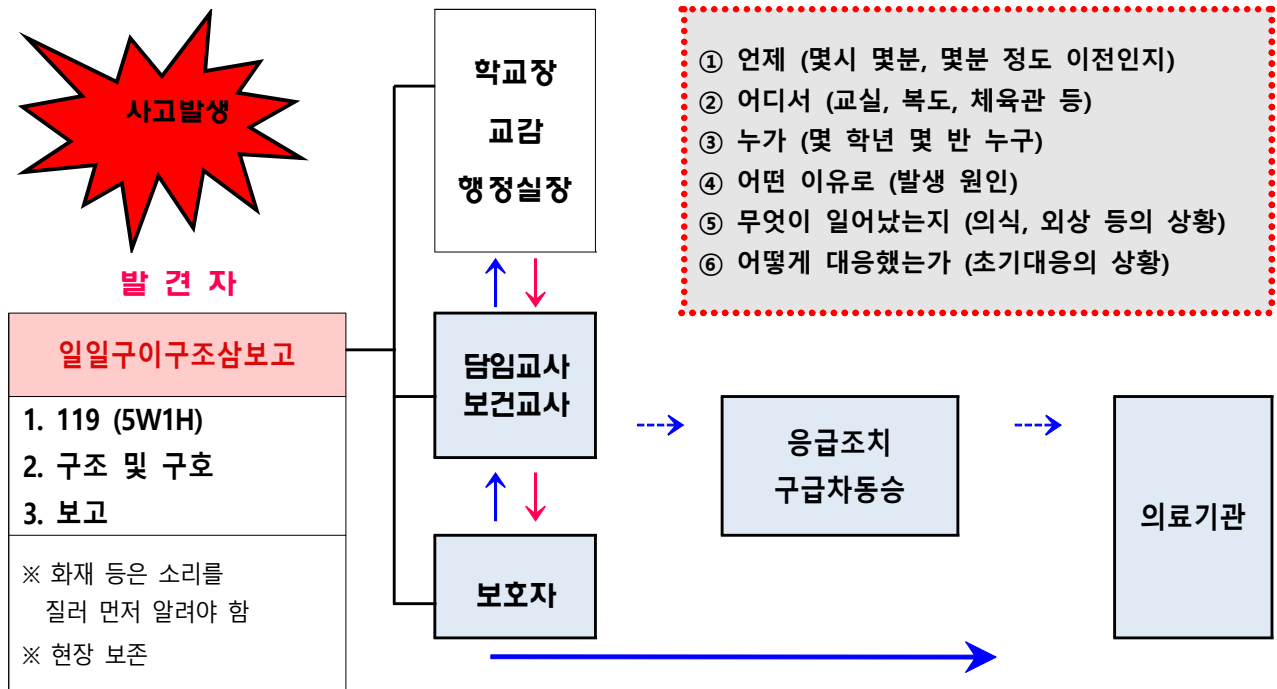 사고발생
발 견 자
일일구이구조삼보고
1. 119 (5W1H)
2. 구조 및 구호
3. 보고
※ 화재 등은 소리를
질러 먼저 알려야 함
※ 현장 보존
학교장
교감
행정실장
담임교사
보건교사
보호자
① 언제 (몇시 몇분, 몇분 정도 이전인지)
② 어디서 (교실, 복도, 체육관 등)
③ 누가 (몇 학년 몇 반 누구)
④ 어떤 이유로 (발생 원인)
⑤ 무엇이 일어났는지 (의식, 외상 등의 상황)
⑥ 어떻게 대응했는가 (초기대응의 상황)
응급조치
구급차동승
의료기관